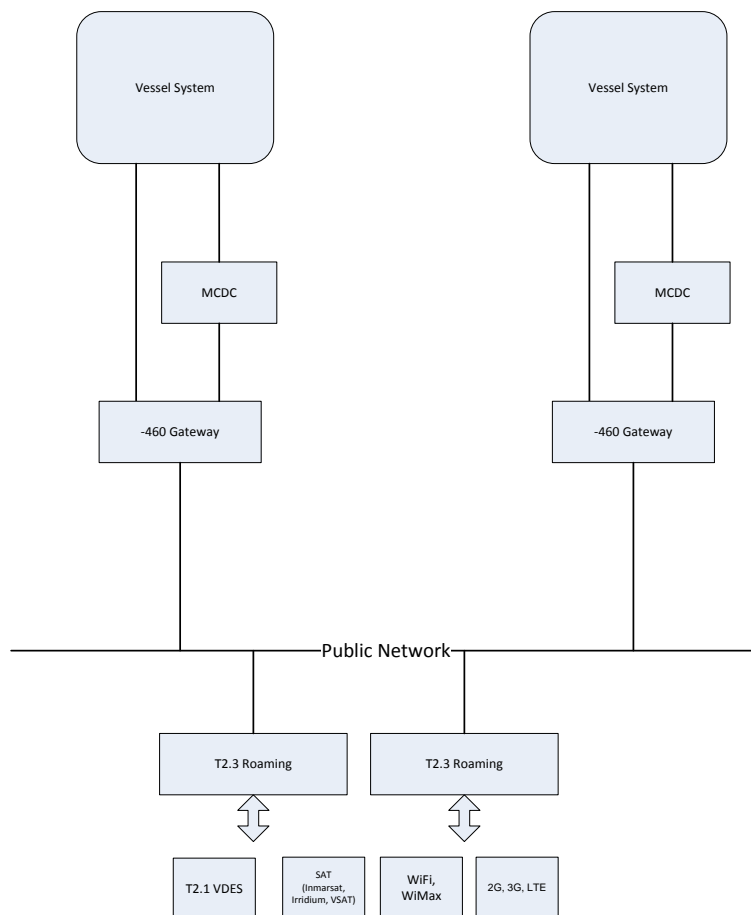 Vessel System
Vessel System
MCDC
MCDC
-460 Gateway
-460 Gateway
Public Network
T2.3 Roaming
T2.3 Roaming
T2.1 VDES
SAT
(Inmarsat,
Irridium, VSAT)
WiFi,
WiMax
2G, 3G, LTE